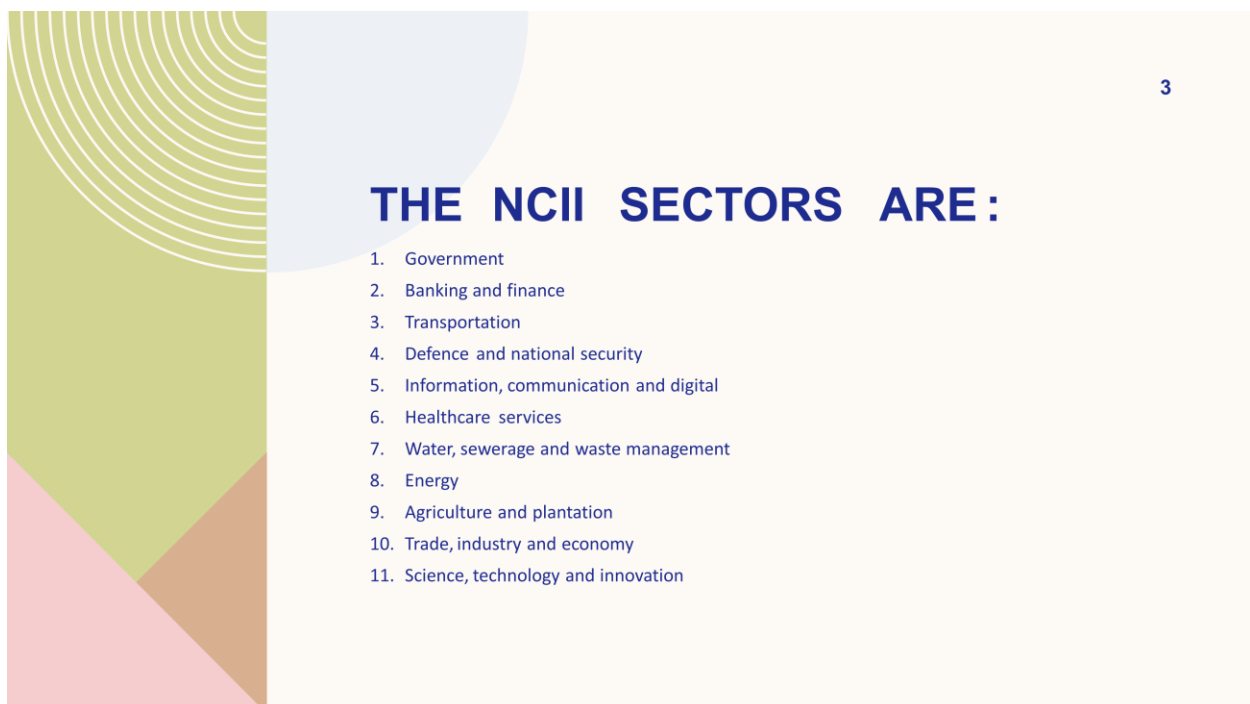 3
THE NCII SECTORS ARE:
1. Government
2. Banking and finance
3. Transportation
4. Defence and national security
5. Information, communication and digital
6. Healthcare services
7. Water, sewerage and waste management
8. Energy
9. Agriculture and plantation
10. Trade, industry and economy
11. Science, technology and innovation